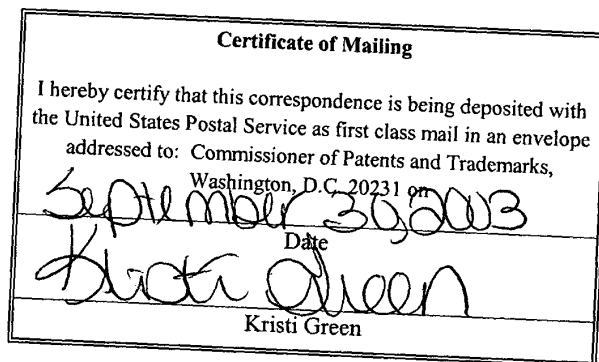 Certificate of Mailing
I hereby certify that this correspondence is being deposited with
the United States Postal Service as first class mail in an envelope
addressed to: Commissioner of Patents and Trademarks,
Washington, D.C. 20231 on
September 30, 2003
Date
Kristi Green
Kristi Green